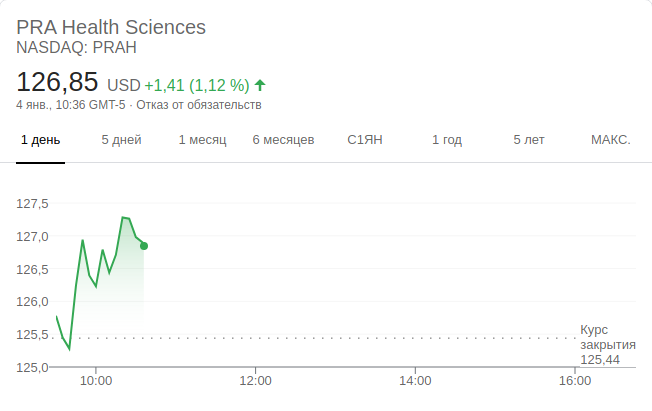 PRA Health Sciences
NASDAQ: PRAH
126,85 USD +1,41 (1,12 %)
4 янв., 10:36 GMT-5 · Отказ от обязательств
1 день 5 дней 1 месяц 6 месяцев С1ЯН 1 год 5 лет МАКС.
127,5
127,0
126,5
126,0
125,5
125,0
Курс
закрытия
125,44
10:00 12:00 14:00 16:00